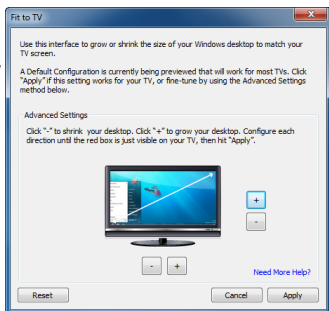 Fit to TV
Use this interface to grow or shrink the size of your Windows desktop to match your
TV screen.
A Default Configuration is currently being previewed that will work for most TVs. Click
"Apply" if this setting works for your TV, or fine-tune by using the Advanced Settings
method below.
Advanced Settings
Click "-" to shrink your desktop. Click "+" to grow your desktop. Configure each
direction until the red box is just visible on your TV, then hit "Apply".
+
-
- +
Need More Help?
Reset Cancel Apply